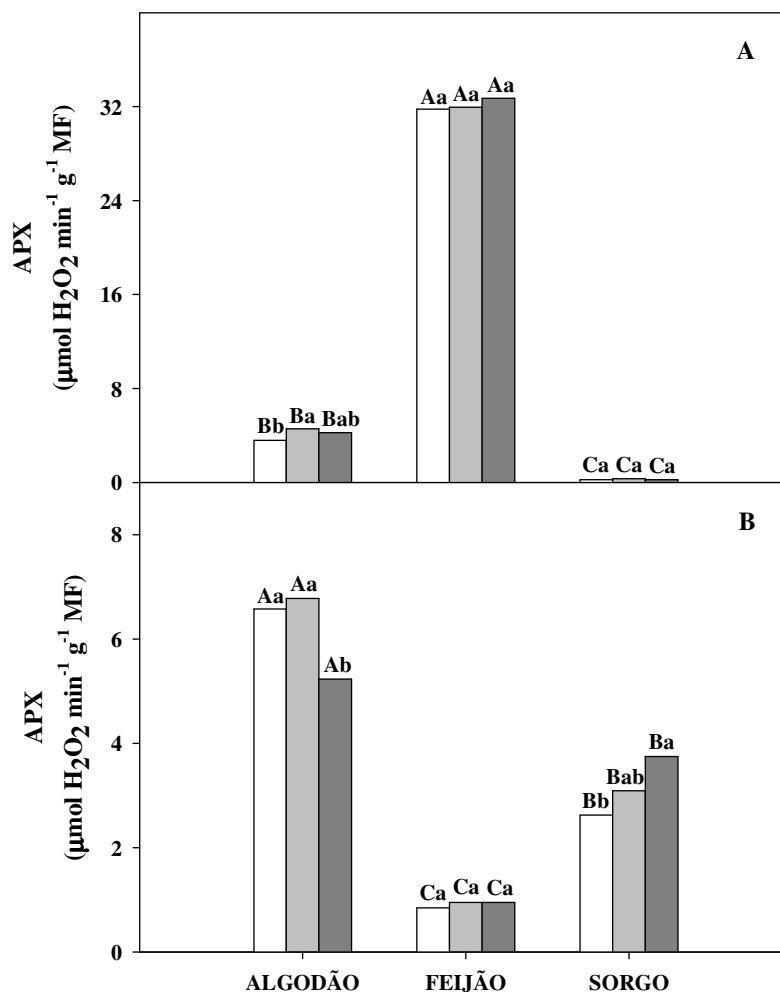 A
APX
(µmol H2O2 min-1 g-1 MF)
32
24
16
8
0
Bb Ba Bab
Aa Aa Aa
Ca Ca Ca
B
APX
(µmol H2O2 min-1 g-1 MF)
8
6
4
2
0
Aa Aa Ab
Ca Ca Ca
Bb Bab Ba
ALGODÃO FEIJÃO SORGO